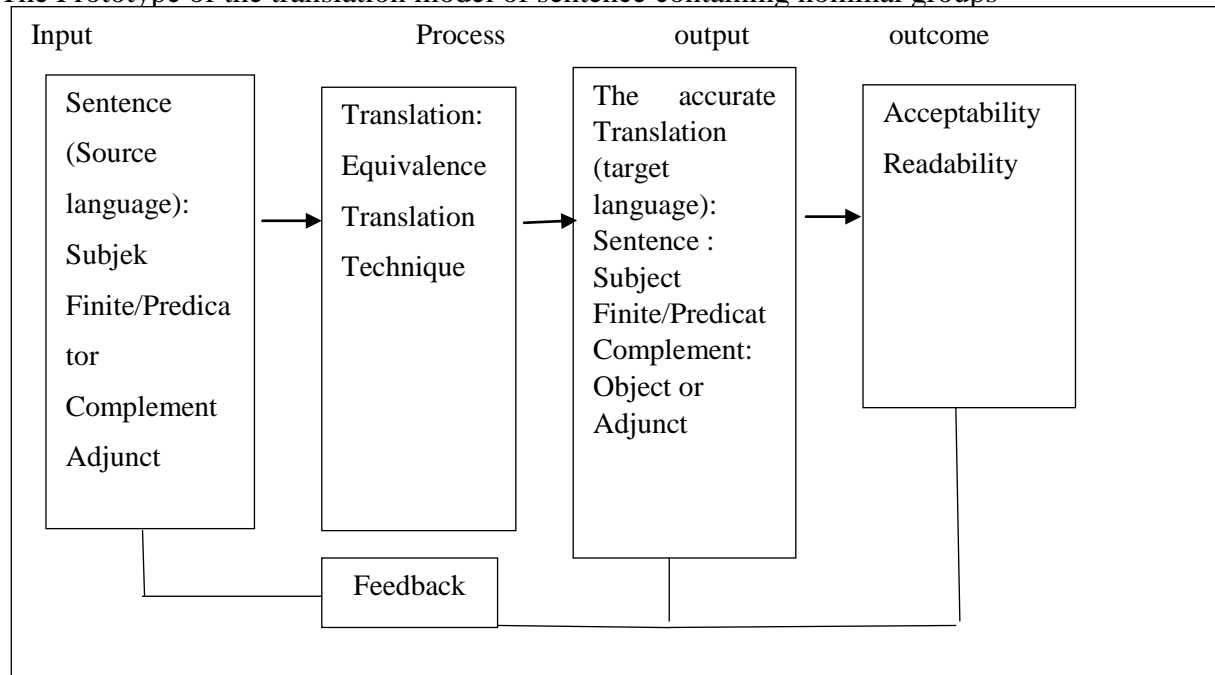 The Prototype of the translation model of sentence containing nominal groups
Input Process output outcome
Sentence
(Source
language):
Subjek
Finite/Predica
tor
Complement
Adjunct
Translation:
Equivalence
Translation
Technique
The accurate
Translation
(target
language):
Sentence :
Subject
Finite/Predicat
Complement:
Object or
Adjunct
Acceptability
Readability
Feedback